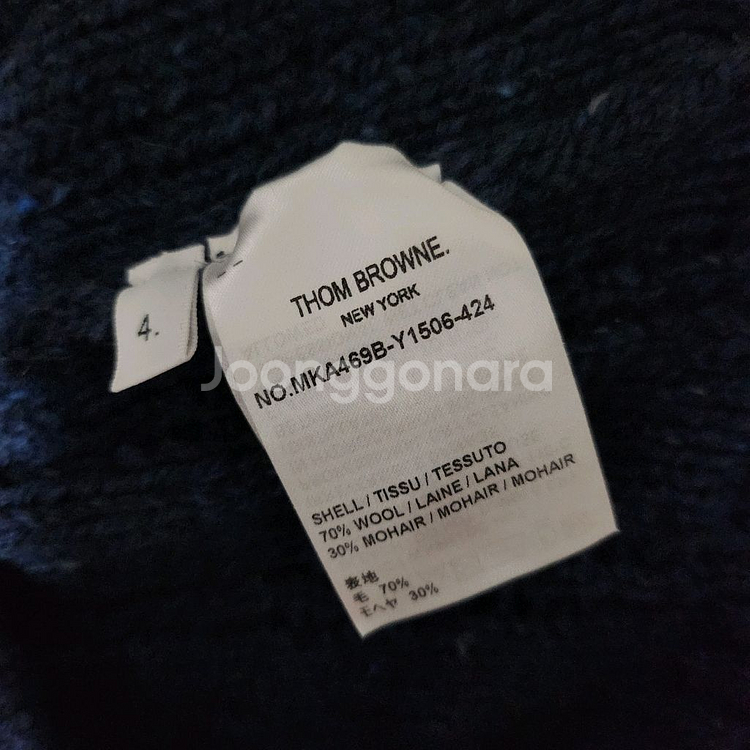 THOM BROWNE.
NEW YORK
NO.MKA469B-Y1506-424
4.
Joonggonara
SHELL / TISSU / TESSUTO
70% WOOL / LAINE / LANA
30% MOHAIR / MOHAIR / MOHAIR
表地
毛 70%
モヘヤ 30%